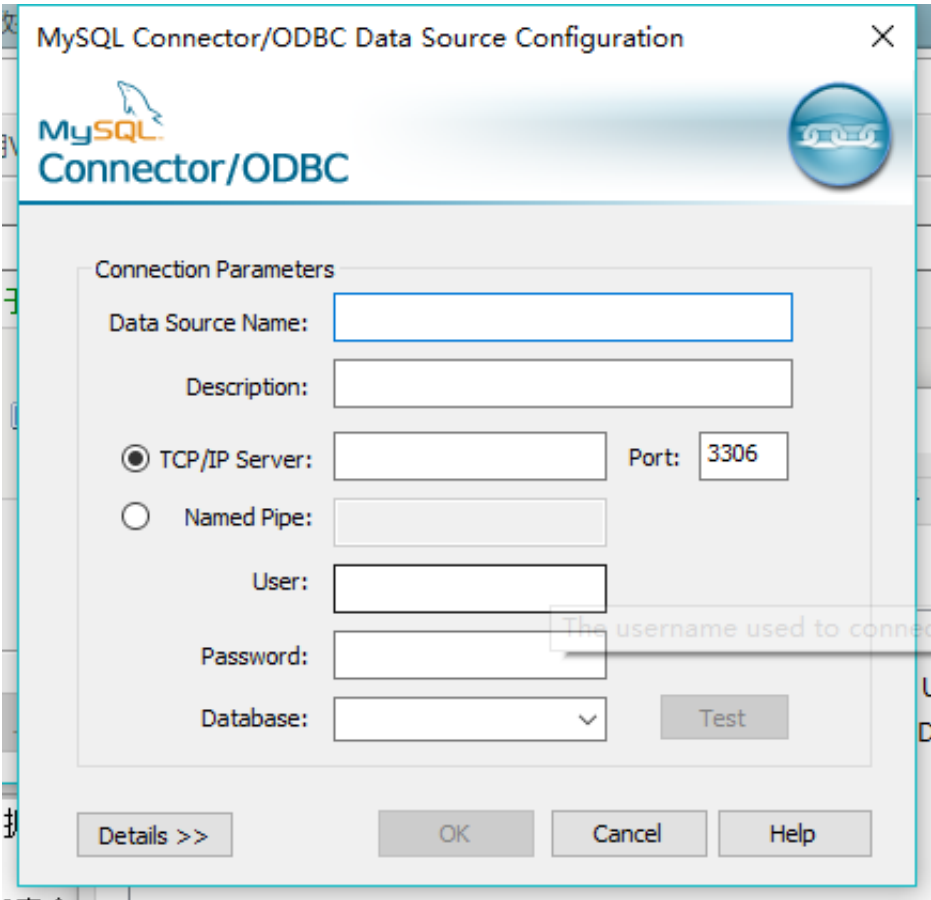 MySQL Connector/ODBC Data Source Configuration
MySQL
Connector/ODBC
Connection Parameters
Data Source Name:
Description:
TCP/IP Server:
Port: 3306
Named Pipe:
User:
The username used to connec
Password:
Database:
Test
Details >>
OK
Cancel
Help